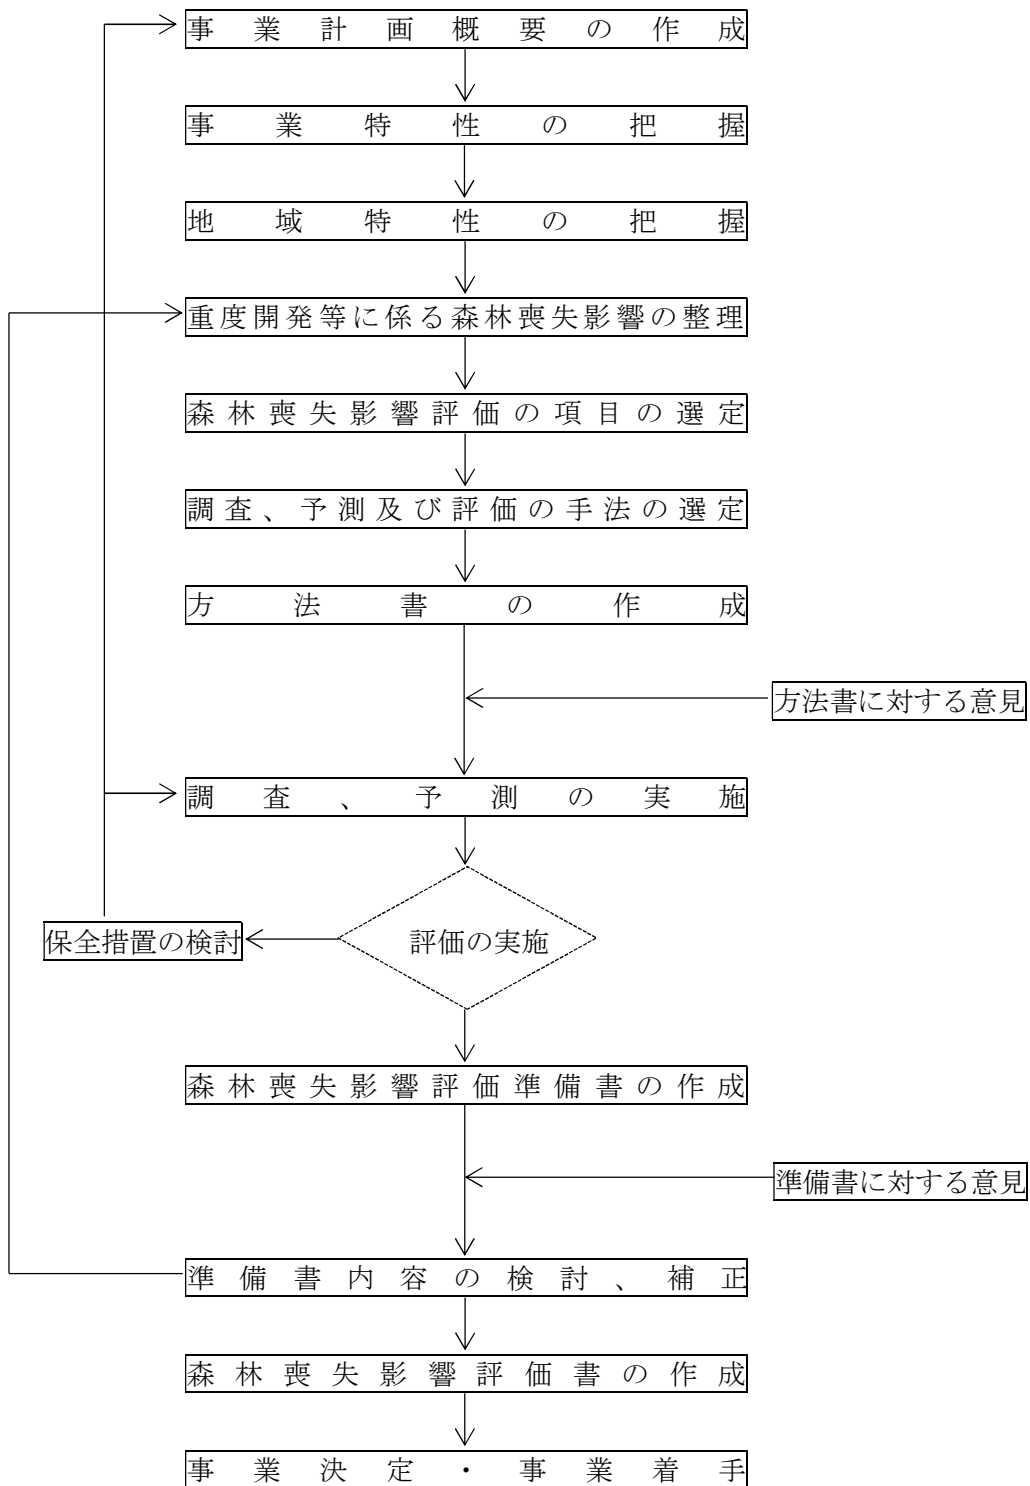 事業計画概要の作成
事業特性の把握
地域特性の把握
重度開発等に係る森林喪失影響の整理
森林喪失影響評価の項目の選定
調査、予測及び評価の手法の選定
方法書の作成
方法書に対する意見
調査、予測の実施
保全措置の検討
評価の実施
森林喪失影響評価準備書の作成
準備書に対する意見
準備書内容の検討、補正
森林喪失影響評価書の作成
事業決定・事業着手